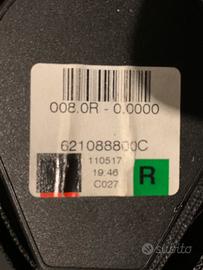 008.0R - 0.0000
621088800C
110517
19:46
C027
R
subito